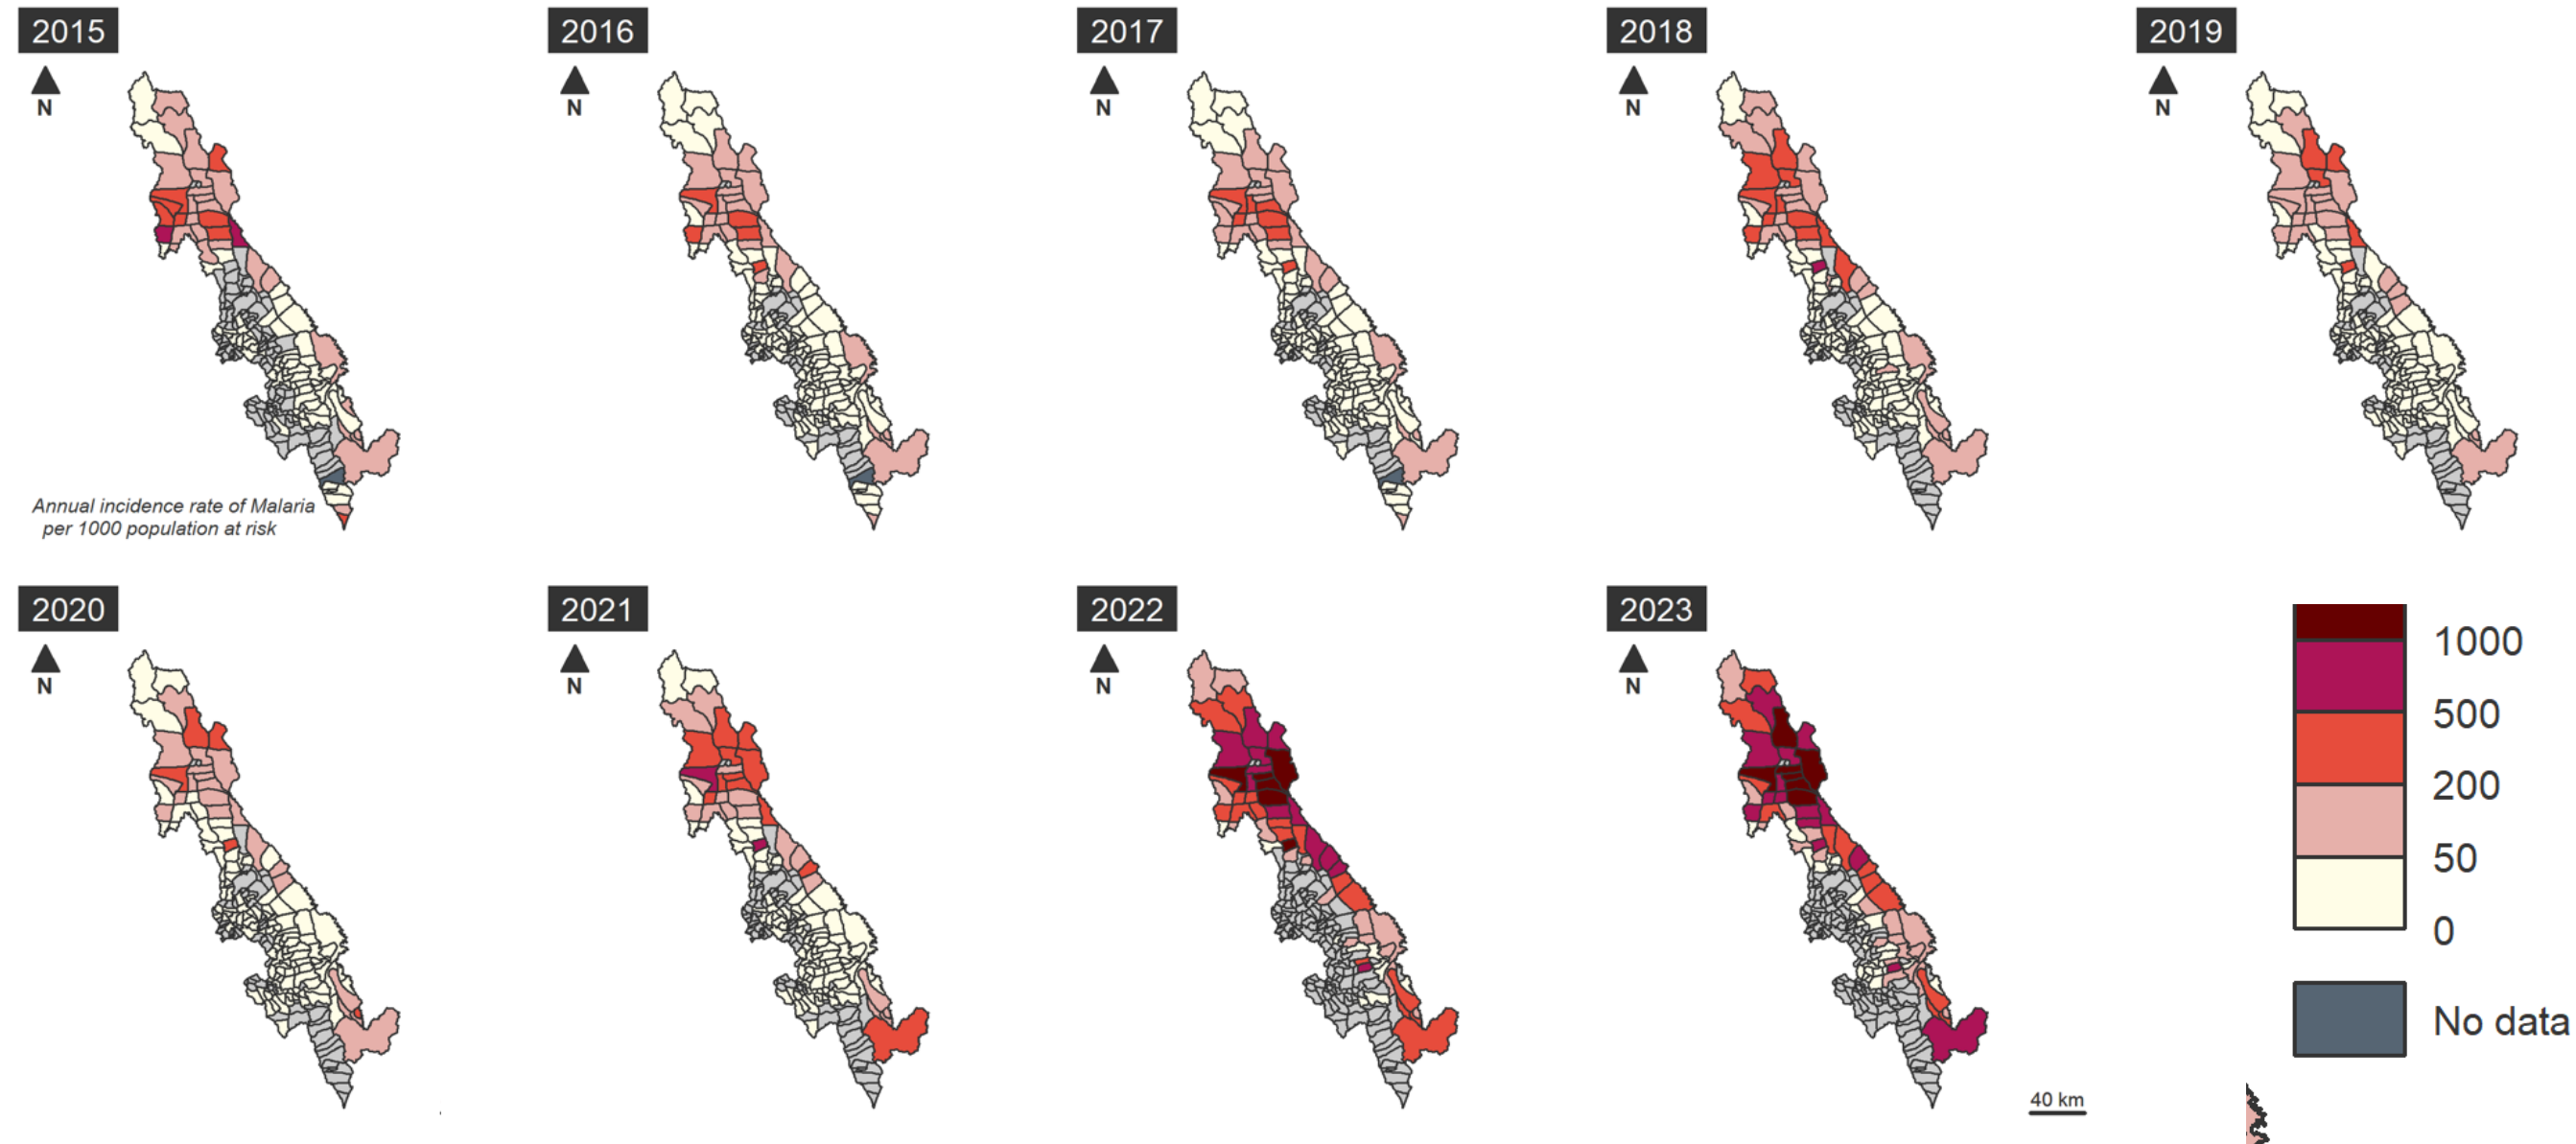 2015
2016
2017
2018
2019
N
N
N
N
N
Annual incidence rate of Malaria
per 1000 population at risk
2020
2021
2022
2023
N
N
N
N
1000
500
200
50
0
No data
40 km